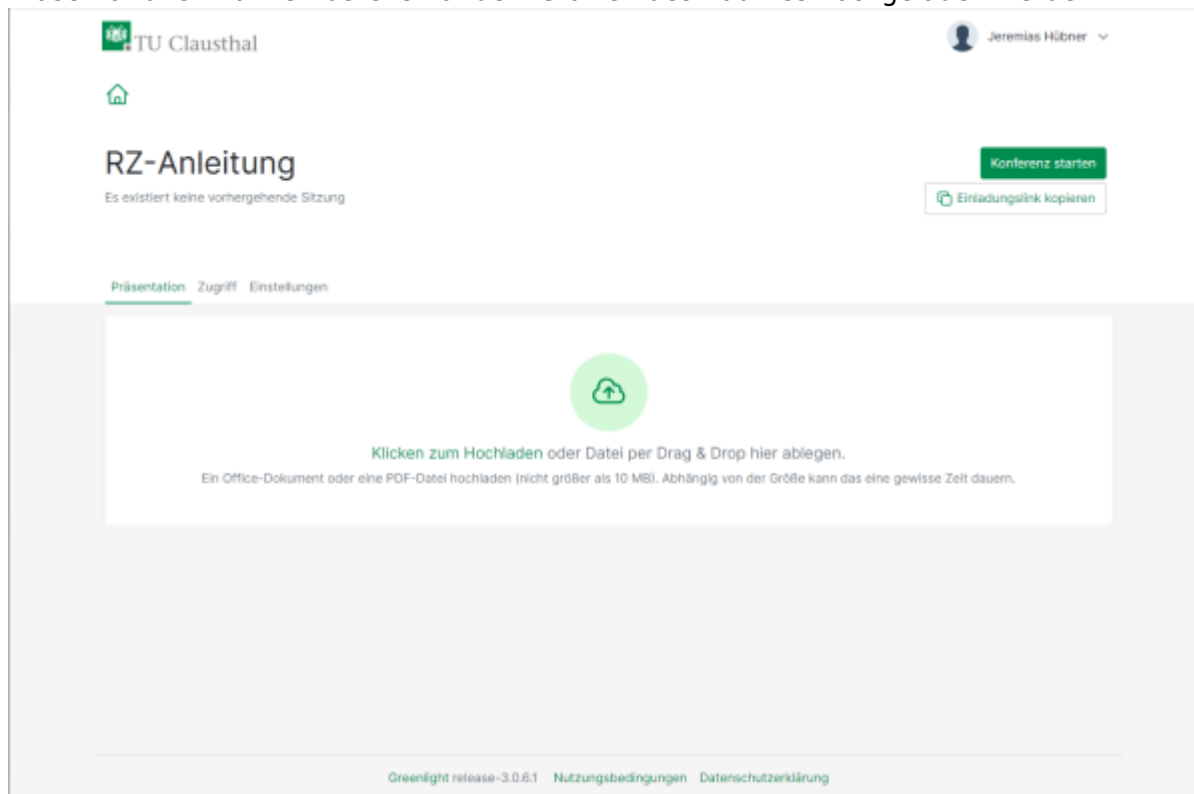 TU Clausthal
Jeremias Hübner
RZ-Anleitung
Konferenz starten
Es existiert keine vorhergehende Sitzung
Einladungslink kopieren
Präsentation Zugriff Einstellungen
Klicken zum Hochladen oder Datei per Drag & Drop hier ablegen.
Ein Office-Dokument oder eine PDF-Datei hochladen (nicht größer als 10 MB). Abhängig von der Größe kann das eine gewisse Zeit dauern.
Greenlight release-3.0.6.1 Nutzungsbedingungen Datenschutzerklärung